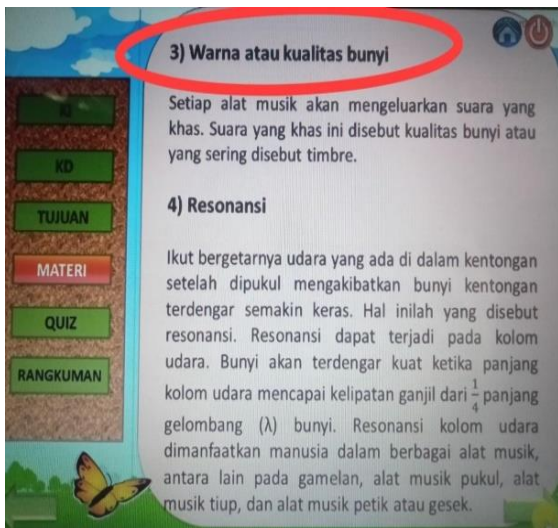 3) Warna atau kualitas bunyi
Setiap alat musik akan mengeluarkan suara yang
khas. Suara yang khas ini disebut kualitas bunyi atau
yang sering disebut timbre.
4) Resonansi
Ikut bergetarnya udara yang ada di dalam kentongan
setelah dipukul mengakibatkan bunyi kentongan
terdengar semakin keras. Hal inilah yang disebut
resonansi. Resonansi dapat terjadi pada kolom
udara. Bunyi akan terdengar kuat ketika panjang
kolom udara mencapai kelipatan ganjil dari 1/4 panjang
gelombang (λ) bunyi. Resonansi kolom udara
dimanfaatkan manusia dalam berbagai alat musik,
antara lain pada gamelan, alat musik pukul, alat
musik tiup, dan alat musik petik atau gesek.
KI
KD
TUJUAN
MATERI
QUIZ
RANGKUMAN